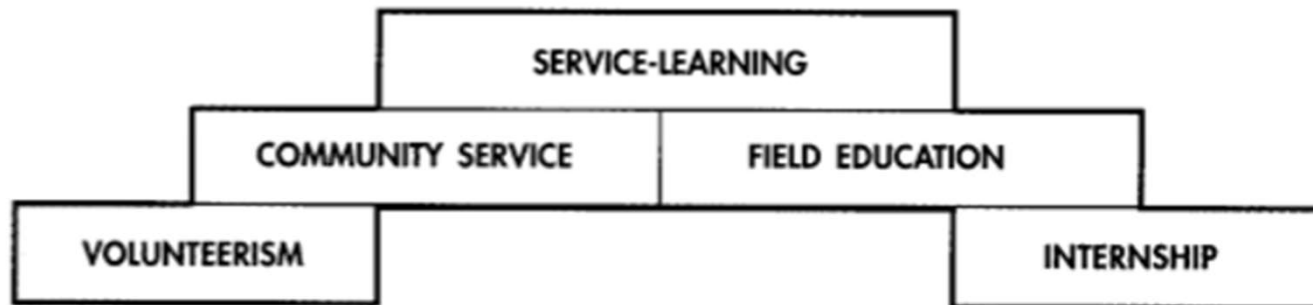 SERVICE-LEARNING
COMMUNITY SERVICE FIELD EDUCATION
VOLUNTEERISM INTERNSHIP